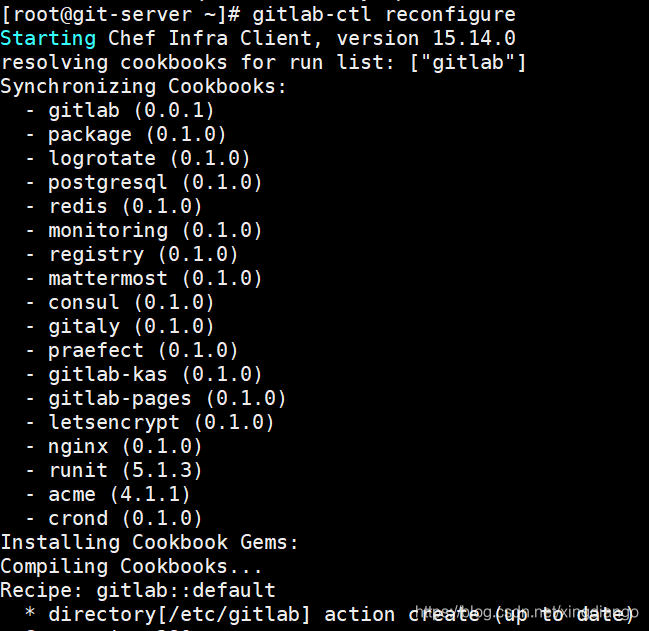 [root@git-server ~]# gitlab-ctl reconfigure
Starting Chef Infra Client, version 15.14.0
resolving cookbooks for run list: ["gitlab"]
Synchronizing Cookbooks:
  - gitlab (0.0.1)
  - package (0.1.0)
  - logrotate (0.1.0)
  - postgresql (0.1.0)
  - redis (0.1.0)
  - monitoring (0.1.0)
  - registry (0.1.0)
  - mattermost (0.1.0)
  - consul (0.1.0)
  - gitaly (0.1.0)
  - praefect (0.1.0)
  - gitlab-kas (0.1.0)
  - gitlab-pages (0.1.0)
  - letsencrypt (0.1.0)
  - nginx (0.1.0)
  - runit (5.1.3)
  - acme (4.1.1)
  - crond (0.1.0)
Installing Cookbook Gems:
Compiling Cookbooks...
Recipe: gitlab::default
  * directory[/etc/gitlab] action create (up to date)